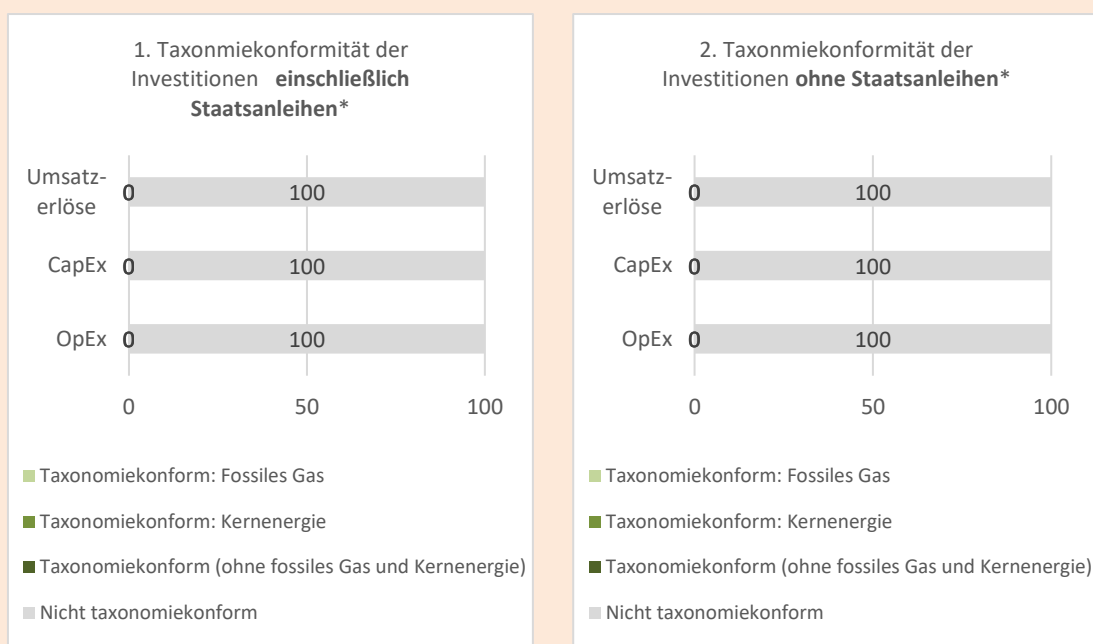 1. Taxonmiekonformität der
Investitionen einschließlich
Staatsanleihen*
Umsatz-
erlöse
0
100
CapEx
0
100
OpEx
0
100
0
50
100
Taxonomiekonform: Fossiles Gas
Taxonomiekonform: Kernenergie
Taxonomiekonform (ohne fossiles Gas und Kernenergie)
Nicht taxonomiekonform
2. Taxonmiekonformität der
Investitionen ohne Staatsanleihen*
Umsatz-
erlöse
0
100
CapEx
0
100
OpEx
0
100
0
50
100
Taxonomiekonform: Fossiles Gas
Taxonomiekonform: Kernenergie
Taxonomiekonform (ohne fossiles Gas und Kernenergie)
Nicht taxonomiekonform